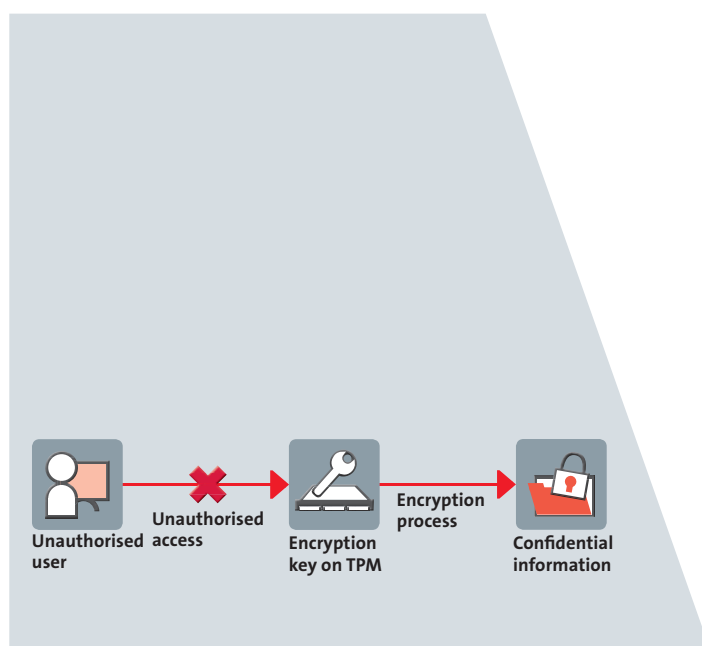 Unauthorised
user
Unauthorised
access
Encryption
key on TPM
Encryption
process
Confidential
information